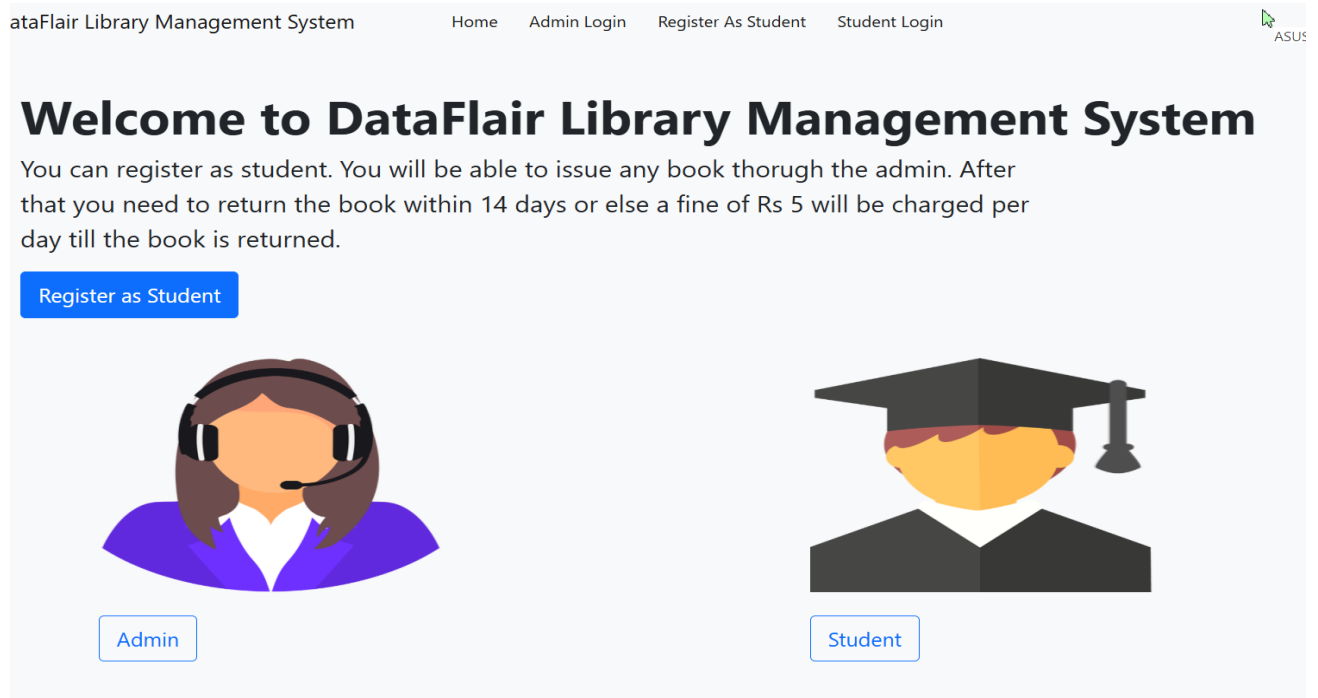 ataFlair Library Management System Home Admin Login Register As Student Student Login
ASUS
Welcome to DataFlair Library Management System
You can register as student. You will be able to issue any book thorugh the admin. After
that you need to return the book within 14 days or else a fine of Rs 5 will be charged per
day till the book is returned.
Register as Student
Admin Student